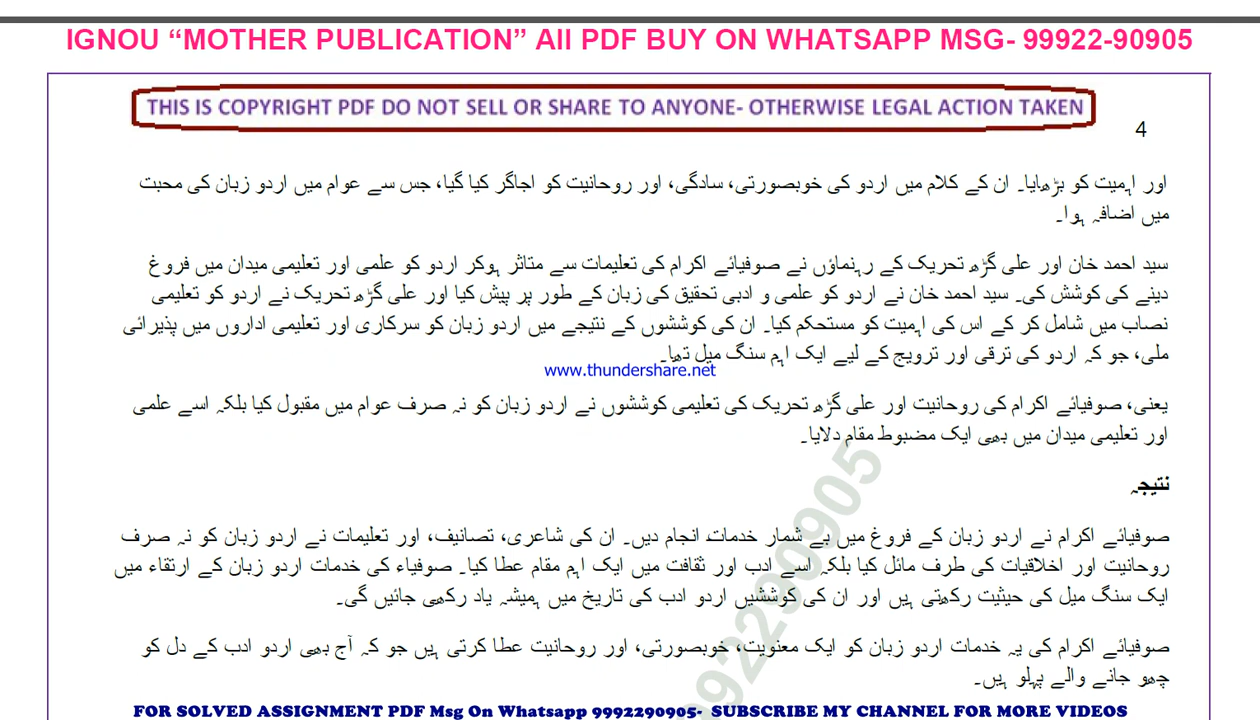 IGNOU “MOTHER PUBLICATION” All PDF BUY ON WHATSAPP MSG- 99922-90905
THIS IS COPYRIGHT PDF DO NOT SELL OR SHARE TO ANYONE- OTHERWISE LEGAL ACTION TAKEN
4
اور اہمیت کو بڑھایا۔ ان کے کلام میں اردو کی خوبصورتی، سادگی، اور روحانیت کو اجاگر کیا گیا، جس سے عوام میں اردو زبان کی محبت
میں اضافہ ہوا۔
سید احمد خان اور علی گڑھ تحریک کے رہنماؤں نے صوفیائے اکرام کی تعلیمات سے متاثر ہوکر اردو کو علمی اور تعلیمی میدان میں فروغ
دینے کی کوشش کی۔ سید احمد خان نے اردو کو علمی و ادبی تحقیق کی زبان کے طور پر پیش کیا اور علی گڑھ تحریک نے اردو کو تعلیمی
نصاب میں شامل کر کے اس کی اہمیت کو مستحکم کیا۔ ان کی کوششوں کے نتیجے میں اردو زبان کو سرکاری اور تعلیمی اداروں میں پذیرائی
ملی، جو کہ اردو کی ترقی اور ترویج کے لیے ایک اہم سنگ میل تھا۔
www.thundershare.net
یعنی، صوفیائے اکرام کی روحانیت اور علی گڑھ تحریک کی تعلیمی کوششوں نے اردو زبان کو نہ صرف عوام میں مقبول کیا بلکہ اسے علمی
اور تعلیمی میدان میں بھی ایک مضبوط مقام دلایا۔
نتیجہ
صوفیائے اکرام نے اردو زبان کے فروغ میں بے شمار خدمات انجام دیں۔ ان کی شاعری، تصانیف، اور تعلیمات نے اردو زبان کو نہ صرف
روحانیت اور اخلاقیات کی طرف مائل کیا بلکہ اسے ادب اور ثقافت میں ایک اہم مقام عطا کیا۔ صوفیاء کی خدمات اردو زبان کے ارتقاء میں
ایک سنگ میل کی حیثیت رکھتی ہیں اور ان کی کوششیں اردو ادب کی تاریخ میں ہمیشہ یاد رکھی جائیں گی۔
صوفیائے اکرام کی یہ خدمات اردو زبان کو ایک معنویت، خوبصورتی، اور روحانیت عطا کرتی ہیں جو کہ آج بھی اردو ادب کے دل کو
چھو جانے والے پہلو ہیں۔
9992290905
FOR SOLVED ASSIGNMENT PDF Msg On Whatsapp 9992290905- SUBSCRIBE MY CHANNEL FOR MORE VIDEOS